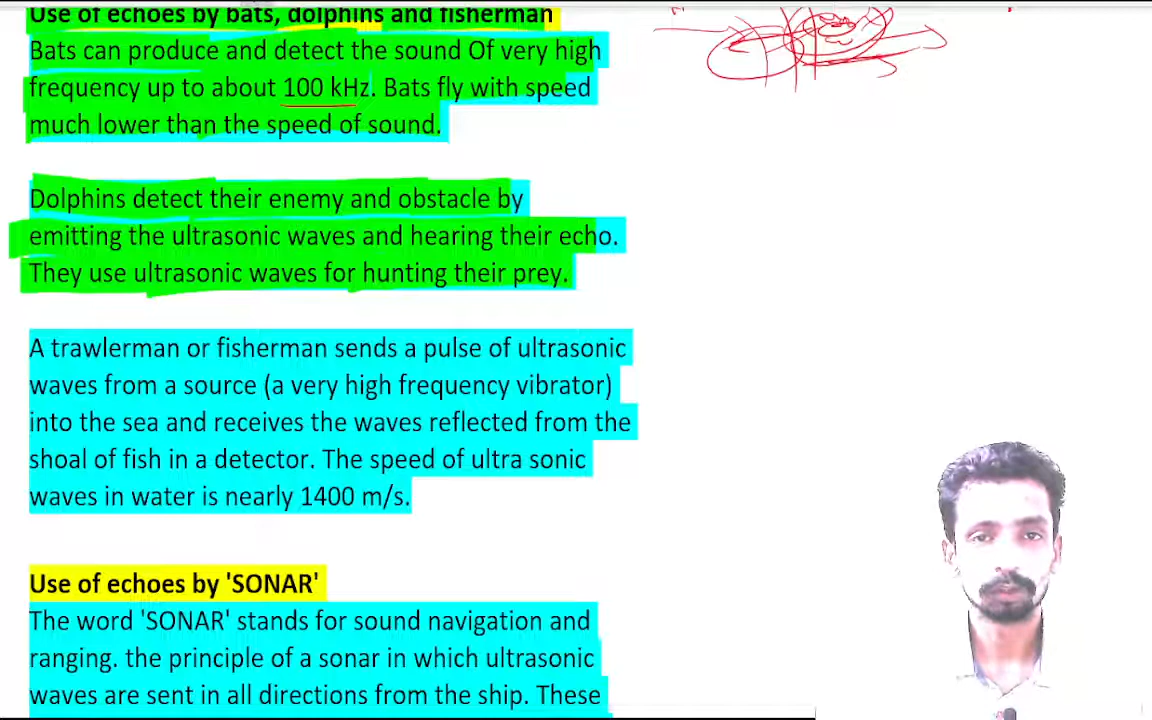 Use of echoes by bats, dolphins and fisherman
Bats can produce and detect the sound Of very high
frequency up to about 100 kHz. Bats fly with speed
much lower than the speed of sound.
Dolphins detect their enemy and obstacle by
emitting the ultrasonic waves and hearing their echo.
They use ultrasonic waves for hunting their prey.
A trawlerman or fisherman sends a pulse of ultrasonic
waves from a source (a very high frequency vibrator)
into the sea and receives the waves reflected from the
shoal of fish in a detector. The speed of ultra sonic
waves in water is nearly 1400 m/s.
Use of echoes by 'SONAR'
The word 'SONAR' stands for sound navigation and
ranging. the principle of a sonar in which ultrasonic
waves are sent in all directions from the ship. These